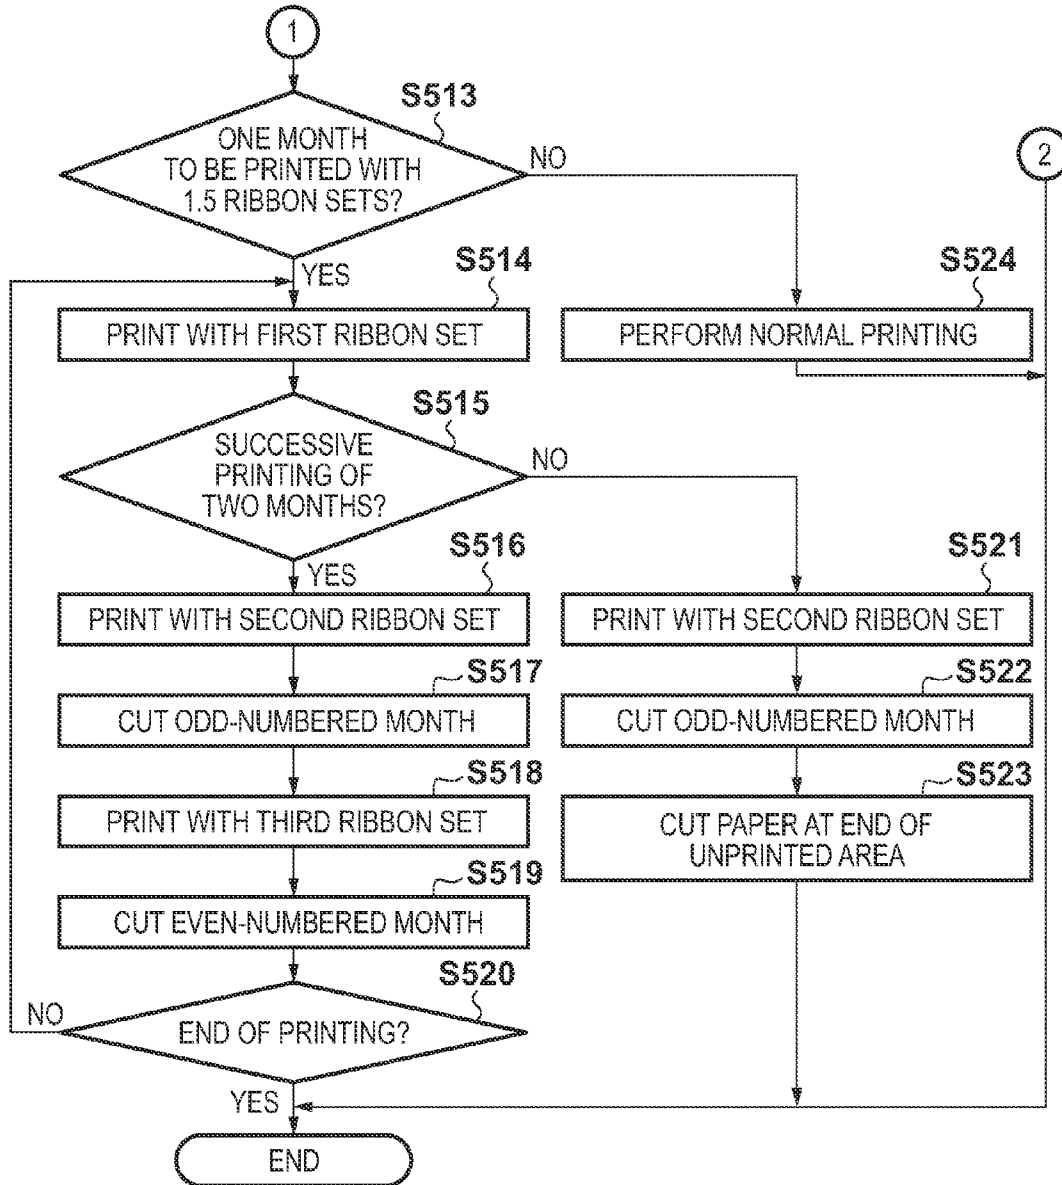 1
S513
ONE MONTH
TO BE PRINTED WITH
1.5 RIBBON SETS?
NO
2
YES
S514
PRINT WITH FIRST RIBBON SET
S524
PERFORM NORMAL PRINTING
S515
SUCCESSIVE
PRINTING OF
TWO MONTHS?
NO
YES
S516
PRINT WITH SECOND RIBBON SET
S521
PRINT WITH SECOND RIBBON SET
S517
CUT ODD-NUMBERED MONTH
S522
CUT ODD-NUMBERED MONTH
S518
PRINT WITH THIRD RIBBON SET
S523
CUT PAPER AT END OF
UNPRINTED AREA
S519
CUT EVEN-NUMBERED MONTH
S520
NO
END OF PRINTING?
YES
END